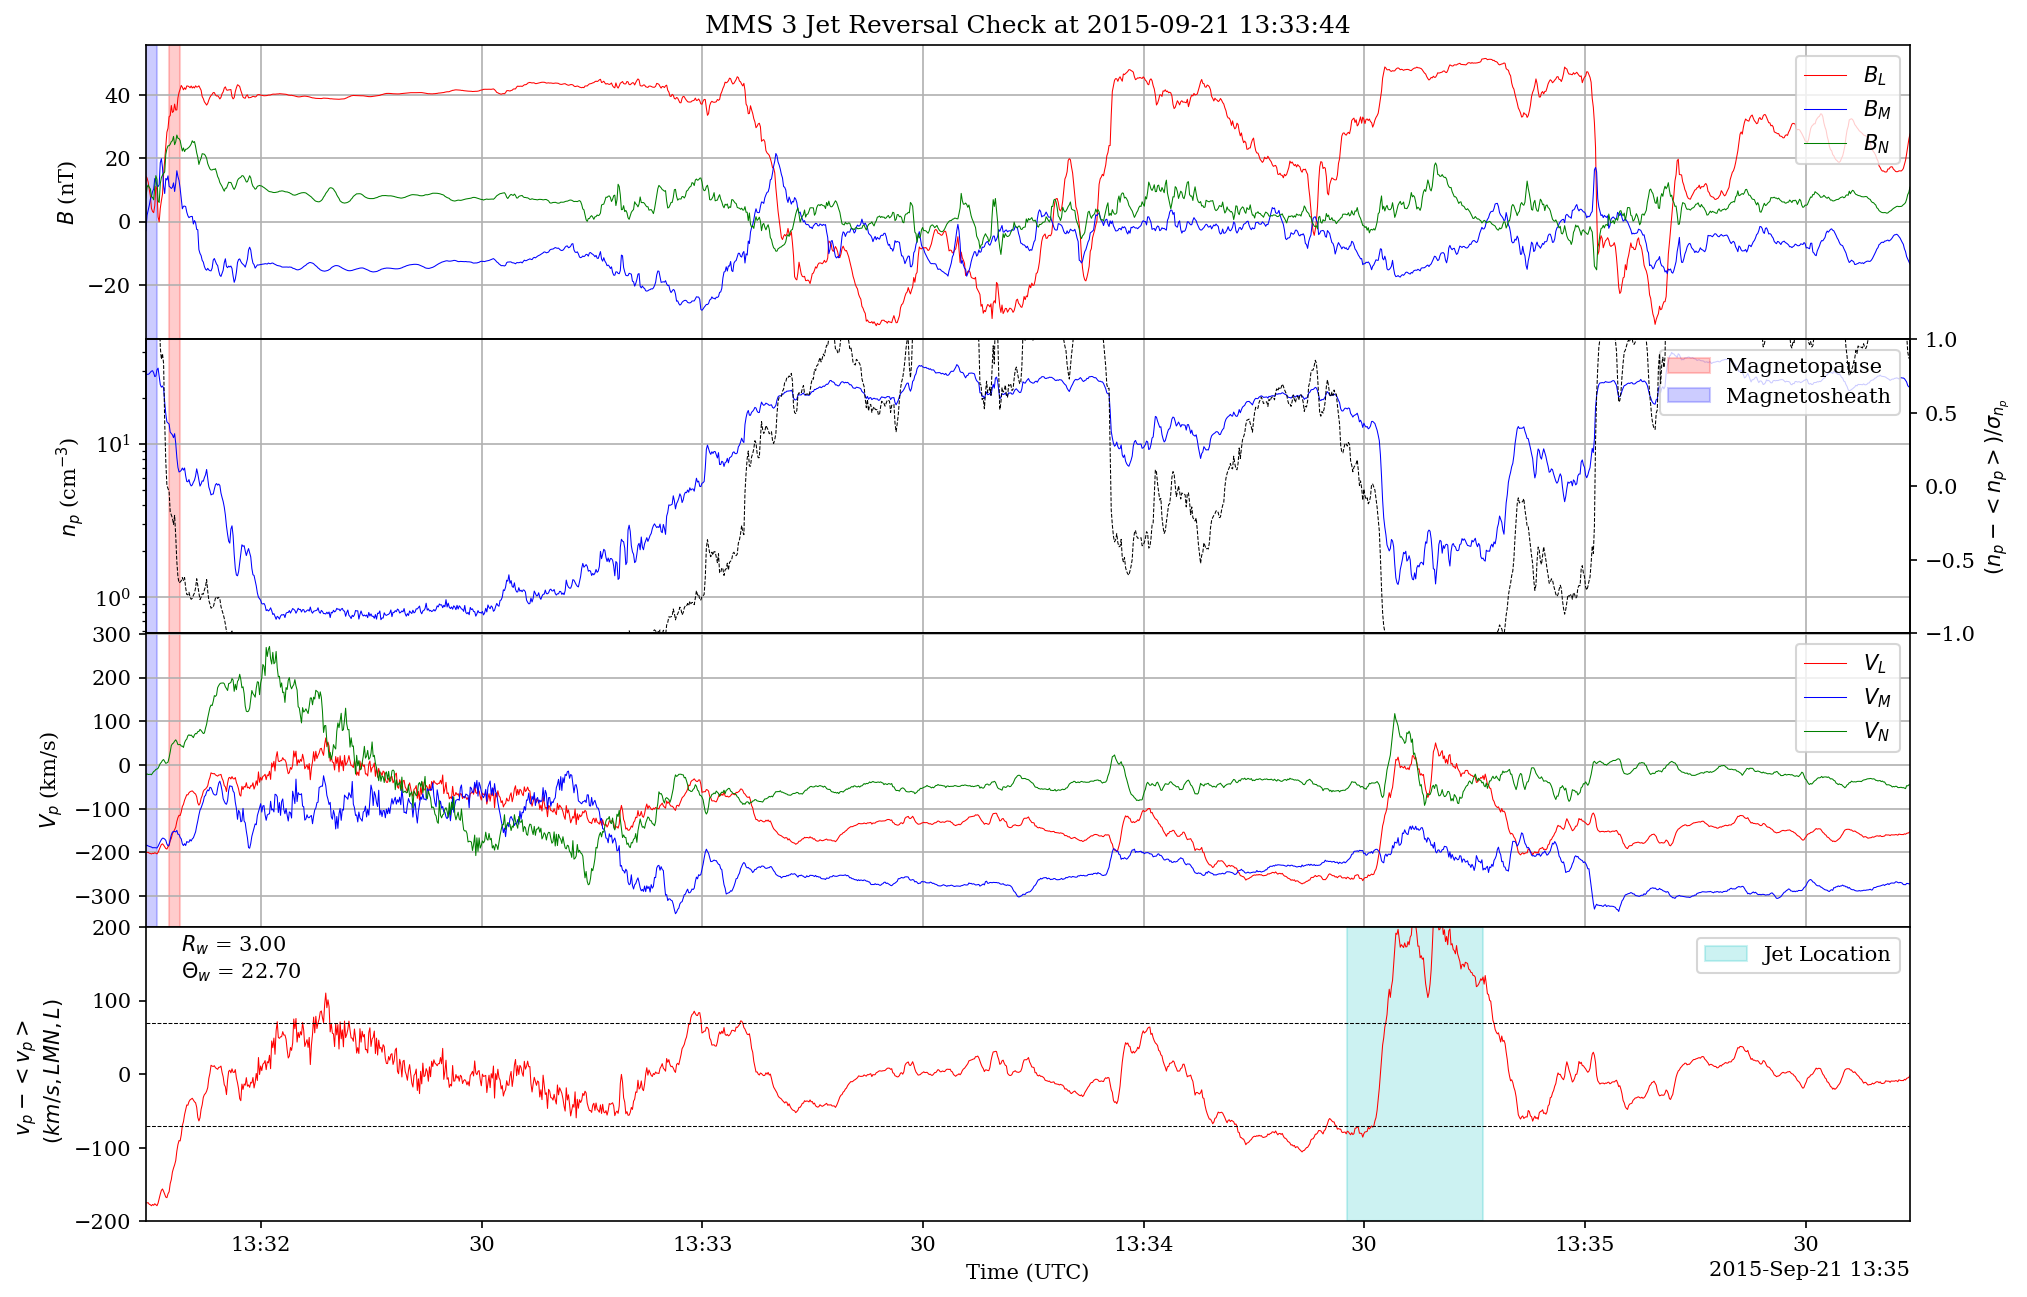 MMS 3 Jet Reversal Check at 2015-09-21 13:33:44
40
20
0
−20
B (nT)
B_L
B_M
B_N
10^1
10^0
n_p (cm^{-3})
Magnetopause
Magnetosheath
1.0
0.5
0.0
−0.5
−1.0
(n_p − < n_p >)/σ_{n_p}
300
200
100
0
−100
−200
−300
V_p (km/s)
V_L
V_M
V_N
200
100
0
−100
−200
v_p − < v_p >
(km/s, LMN, L)
R_w = 3.00
Θ_w = 22.70
Jet Location
13:32 30 13:33 30 13:34 30 13:35 30
Time (UTC)
2015-Sep-21 13:35